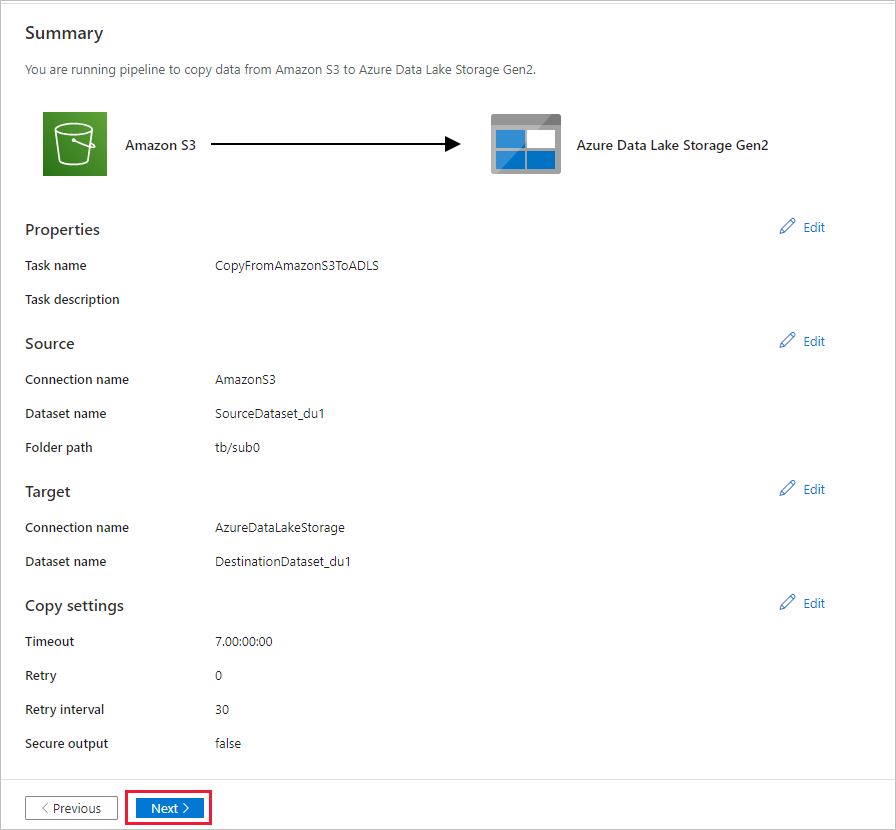 Summary
You are running pipeline to copy data from Amazon S3 to Azure Data Lake Storage Gen2.
Amazon S3 Azure Data Lake Storage Gen2
Properties Edit
Task name CopyFromAmazonS3ToADLS
Task description
Source Edit
Connection name AmazonS3
Dataset name SourceDataset_du1
Folder path tb/sub0
Target Edit
Connection name AzureDataLakeStorage
Dataset name DestinationDataset_du1
Copy settings Edit
Timeout 7.00:00:00
Retry 0
Retry interval 30
Secure output false
< Previous Next >